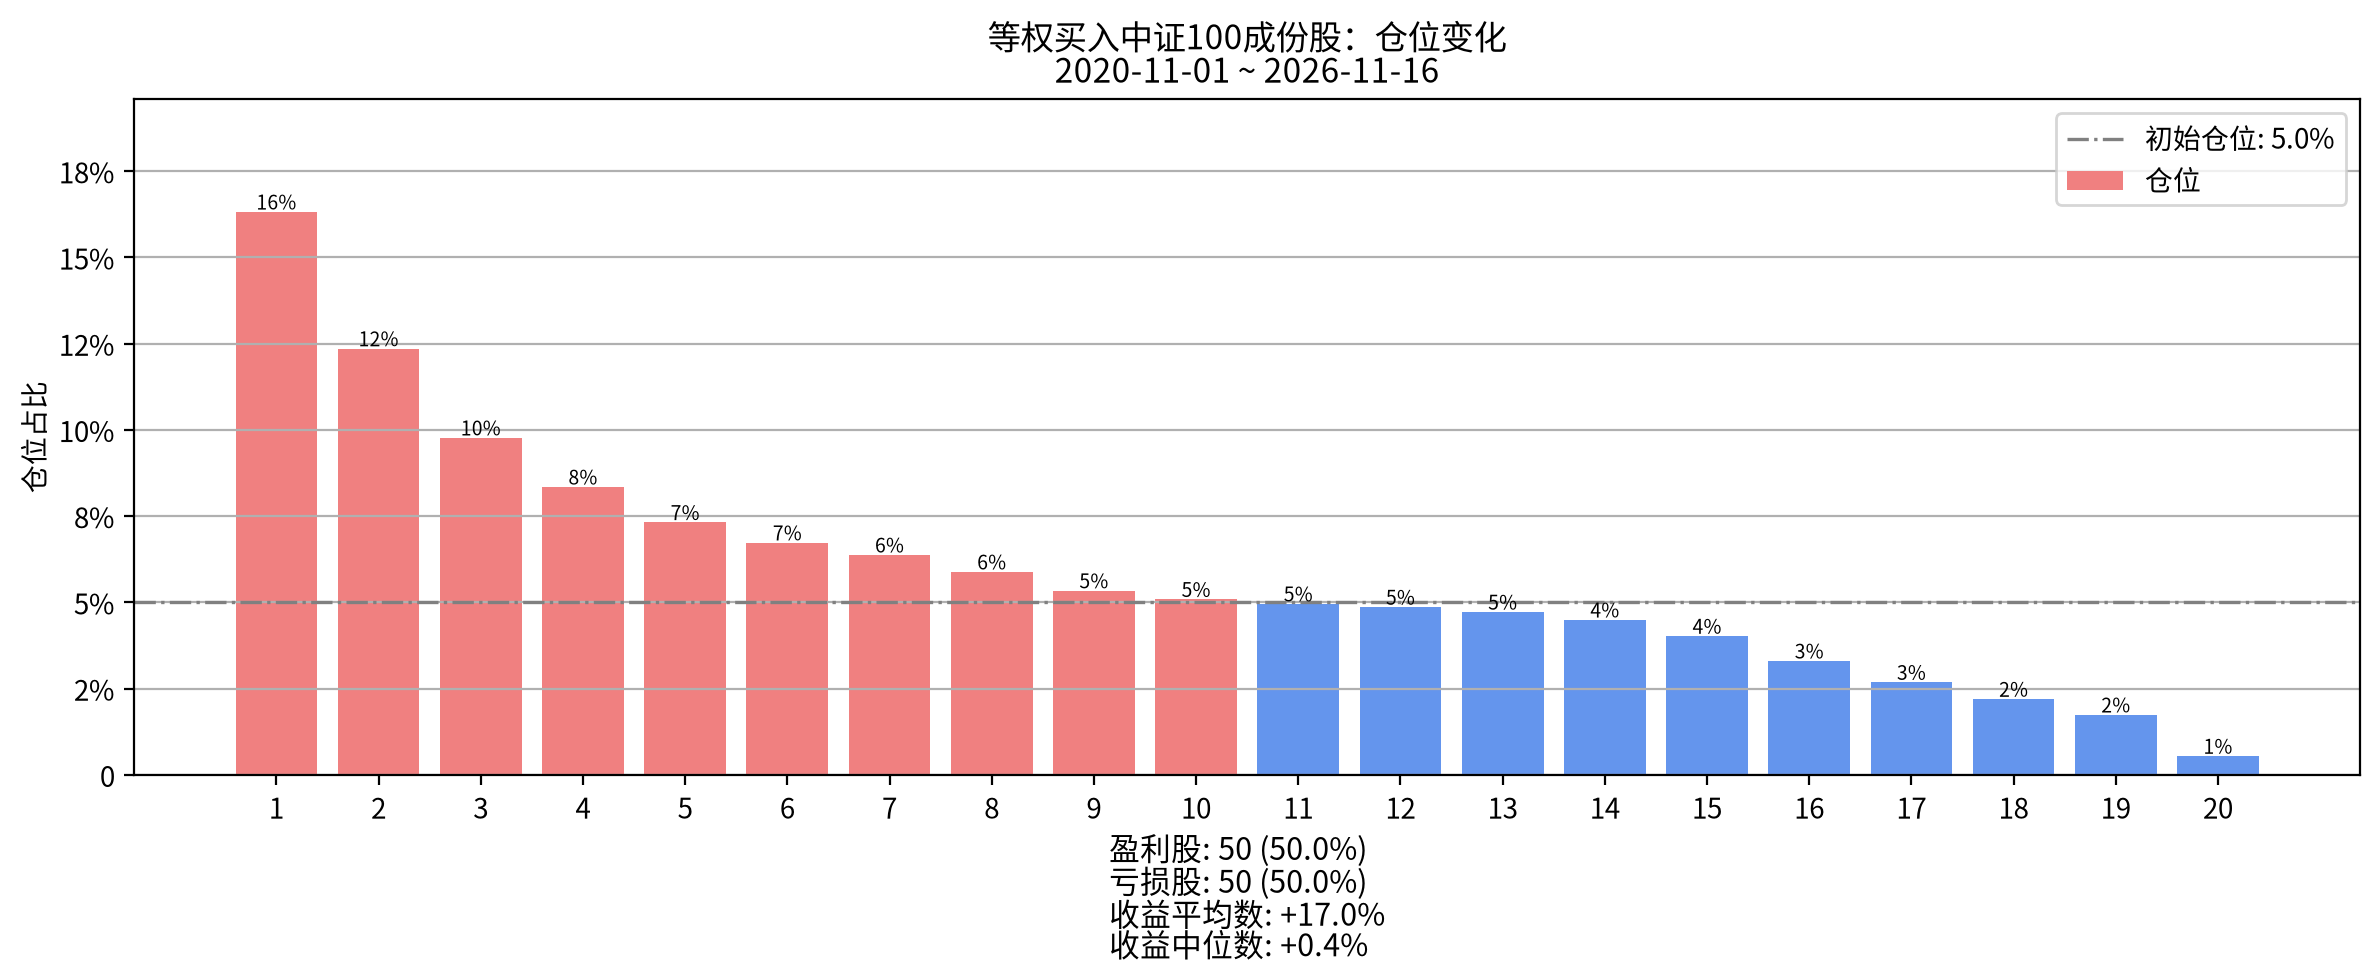 等权买入中证100成份股：仓位变化
2020-11-01 ~ 2026-11-16
初始仓位: 5.0%
仓位
仓位占比
18%
15%
12%
10%
8%
5%
2%
0
16%
12%
10%
8%
7%
7%
6%
6%
5%
5%
5%
5%
5%
4%
4%
3%
3%
2%
2%
1%
1 2 3 4 5 6 7 8 9 10 11 12 13 14 15 16 17 18 19 20
盈利股: 50 (50.0%)
亏损股: 50 (50.0%)
收益平均数: +17.0%
收益中位数: +0.4%